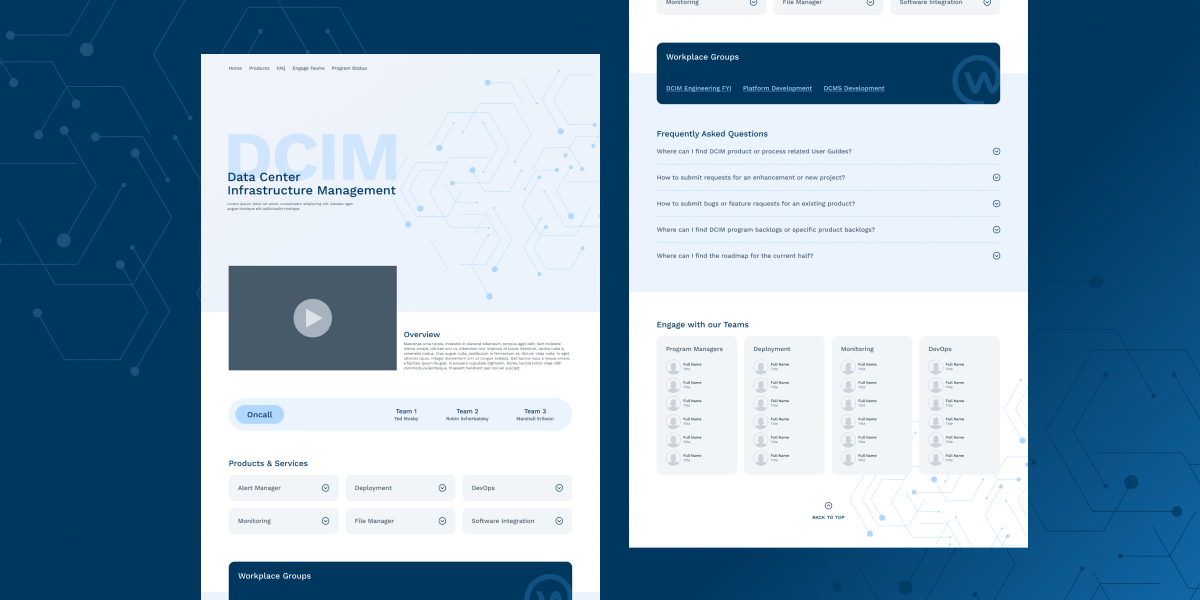 Home Products FAQ Engage Teams Program Status
DCIM
Data Center
Infrastructure Management
Lorem ipsum dolor sit amet, consectetur adipiscing elit. Aenean eget
augue tristique elit sollicitudin tristique.
Overview
Oncall
Team 1
Ted Mosby
Team 2
Robin Scherbatsky
Team 3
Marshall Erikson
Products & Services
Alert Manager
Deployment
DevOps
Monitoring
File Manager
Software Integration
Workplace Groups
Monitoring
File Manager
Software Integration
Workplace Groups
DCIM Engineering FYI
Platform Development
DCMS Development
Frequently Asked Questions
Where can I find DCIM product or process related User Guides?
How to submit requests for an enhancement or new project?
How to submit bugs or feature requests for an existing product?
Where can I find DCIM program backlogs or specific product backlogs?
Where can I find the roadmap for the current half?
Engage with our Teams
Program Managers
Full Name
Title
Full Name
Title
Full Name
Title
Full Name
Title
Full Name
Title
Full Name
Title
Deployment
Full Name
Title
Full Name
Title
Full Name
Title
Full Name
Title
Full Name
Title
Full Name
Title
Monitoring
Full Name
Title
Full Name
Title
Full Name
Title
Full Name
Title
Full Name
Title
Full Name
Title
DevOps
Full Name
Title
Full Name
Title
Full Name
Title
Full Name
Title
Full Name
Title
Full Name
Title
BACK TO TOP